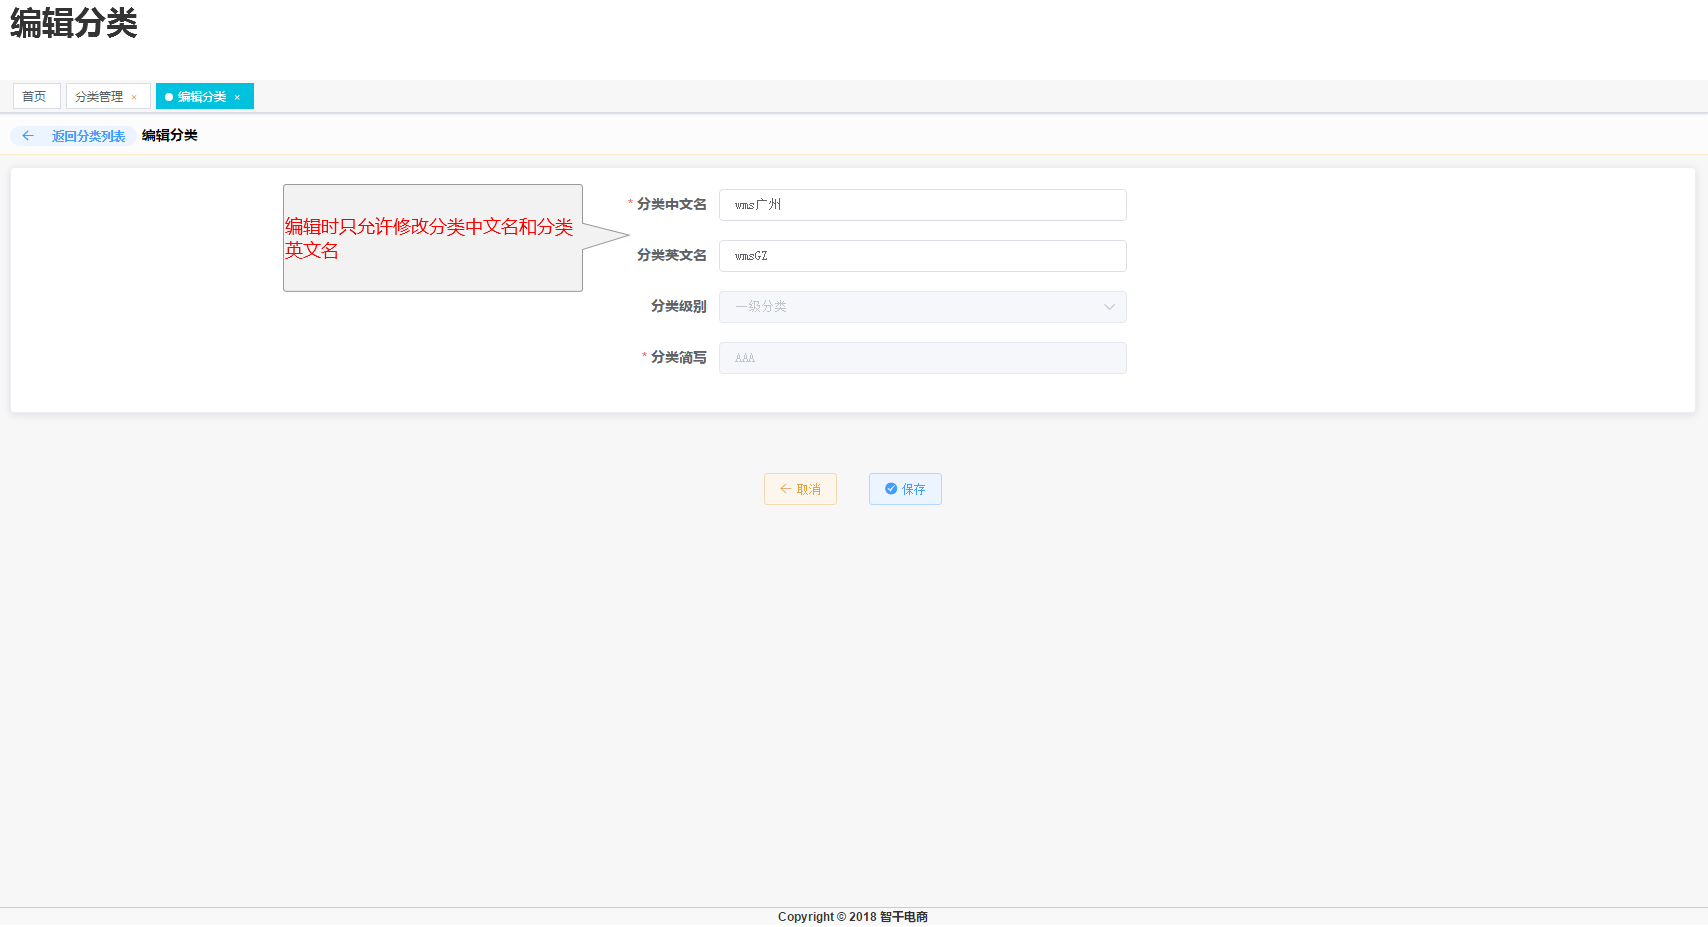 编辑分类
首页
分类管理 ×
编辑分类 ×
返回分类列表 编辑分类
编辑时只允许修改分类中文名和分类
英文名
* 分类中文名 wms广州
分类英文名 wmsGZ
分类级别 一级分类
* 分类简写 AAA
取消
保存
Copyright © 2018 智干电商